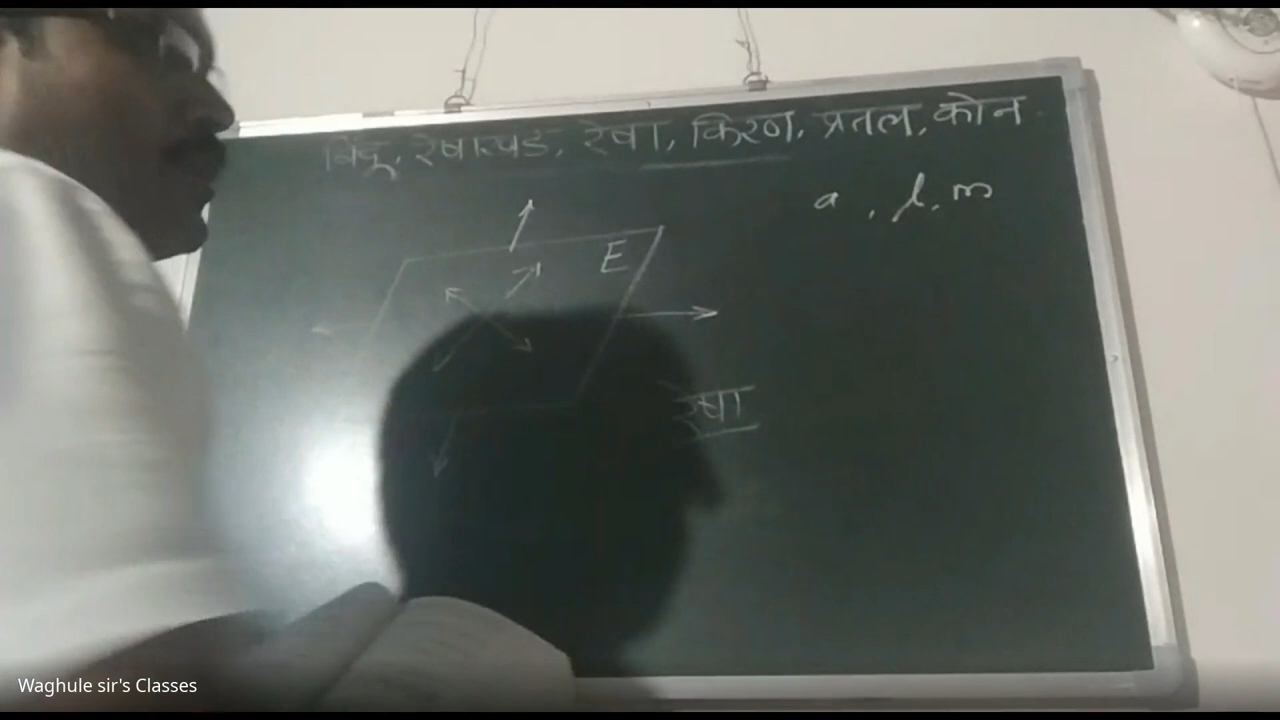 बिंदू, रेषाखंड, रेषा, किरण, प्रतल, कोन
a, l, m
E
रेषा
Waghule sir's Classes